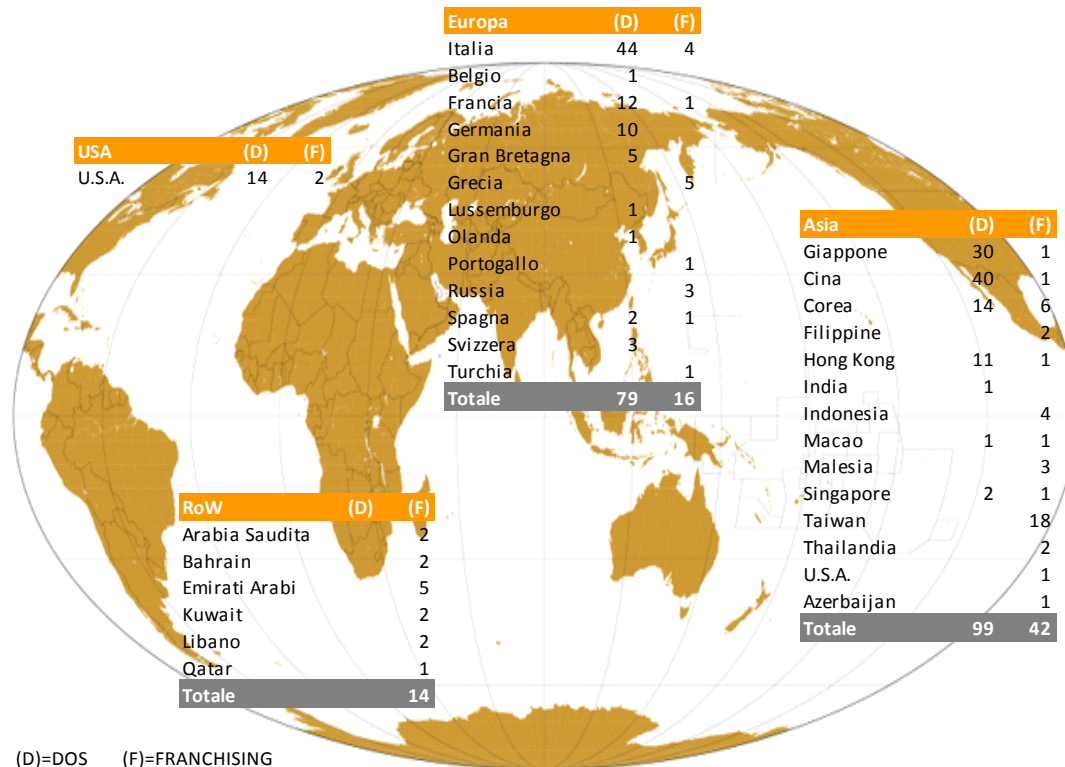 Europa (D) (F)
Italia 44 4
Belgio 1
Francia 12 1
Germania 10
Gran Bretagna 5
Grecia 5
Lussemburgo 1
Olanda 1
Portogallo 1
Russia 3
Spagna 2 1
Svizzera 3
Turchia 1
Totale 79 16
USA (D) (F)
U.S.A. 14 2
Asia (D) (F)
Giappone 30 1
Cina 40 1
Corea 14 6
Filippine 2
Hong Kong 11 1
India 1
Indonesia 4
Macao 1 1
Malesia 3
Singapore 2 1
Taiwan 18
Thailandia 2
U.S.A. 1
Azerbaijan 1
Totale 99 42
RoW (D) (F)
Arabia Saudita 2
Bahrain 2
Emirati Arabi 5
Kuwait 2
Libano 2
Qatar 1
Totale 14
(D)=DOS (F)=FRANCHISING